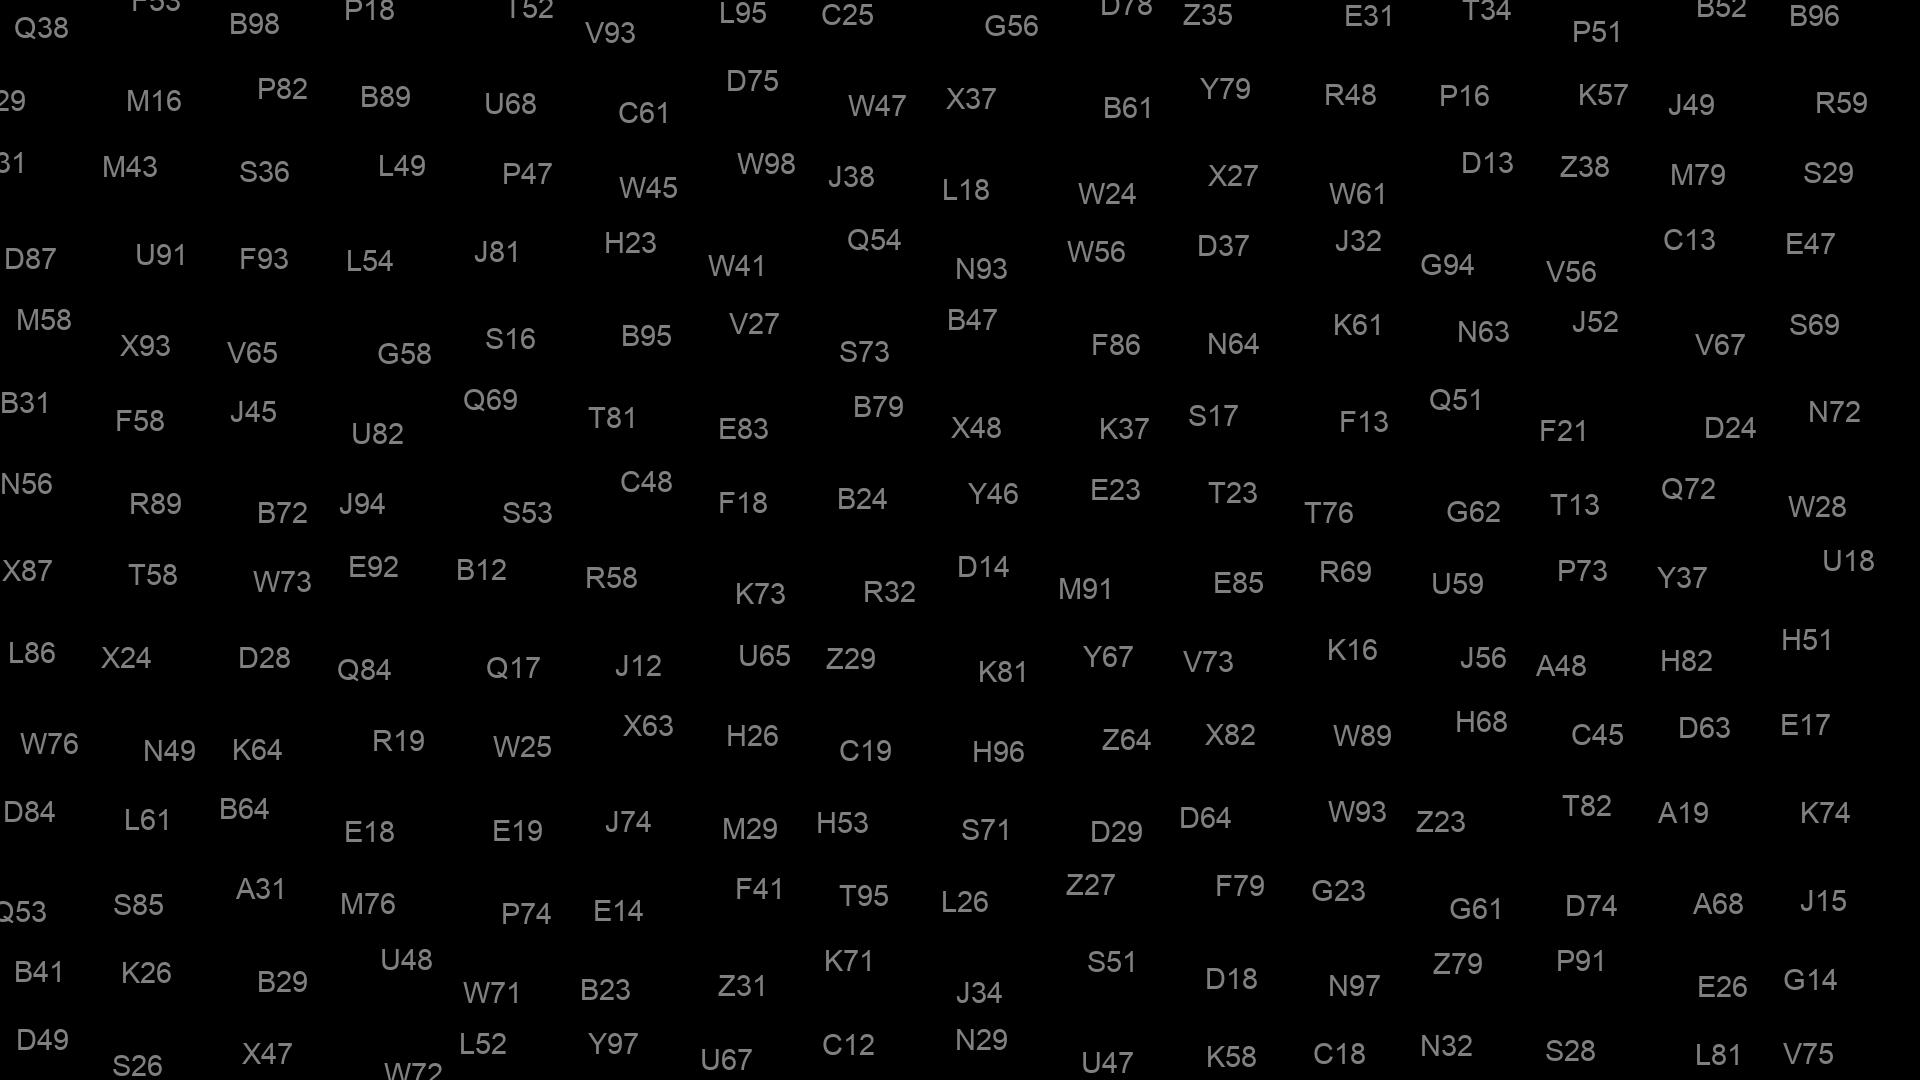 Q38 F53 B98 P18 T52 V93 L95 C25 G56 D78 Z35 E31 T34 P51 B52 B96
29 M16 P82 B89 U68 C61 D75 W47 X37 B61 Y79 R48 P16 K57 J49 R59
31 M43 S36 L49 P47 W45 W98 J38 L18 W24 X27 W61 D13 Z38 M79 S29
D87 U91 F93 L54 J81 H23 W41 Q54 N93 W56 D37 J32 G94 V56 C13 E47
M58 X93 V65 G58 S16 B95 V27 S73 B47 F86 N64 K61 N63 J52 V67 S69
B31 F58 J45 U82 Q69 T81 E83 B79 X48 K37 S17 F13 Q51 F21 D24 N72
N56 R89 B72 J94 S53 C48 F18 B24 Y46 E23 T23 T76 G62 T13 Q72 W28
X87 T58 W73 E92 B12 R58 K73 R32 D14 M91 E85 R69 U59 P73 Y37 U18
L86 X24 D28 Q84 Q17 J12 U65 Z29 K81 Y67 V73 K16 J56 A48 H82 H51
W76 N49 K64 R19 W25 X63 H26 C19 H96 Z64 X82 W89 H68 C45 D63 E17
D84 L61 B64 E18 E19 J74 M29 H53 S71 D29 D64 W93 Z23 T82 A19 K74
Q53 S85 A31 M76 P74 E14 F41 T95 L26 Z27 F79 G23 G61 D74 A68 J15
B41 K26 B29 U48 W71 B23 Z31 K71 J34 S51 D18 N97 Z79 P91 E26 G14
D49 S26 X47 W72 L52 Y97 U67 C12 N29 U47 K58 C18 N32 S28 L81 V75